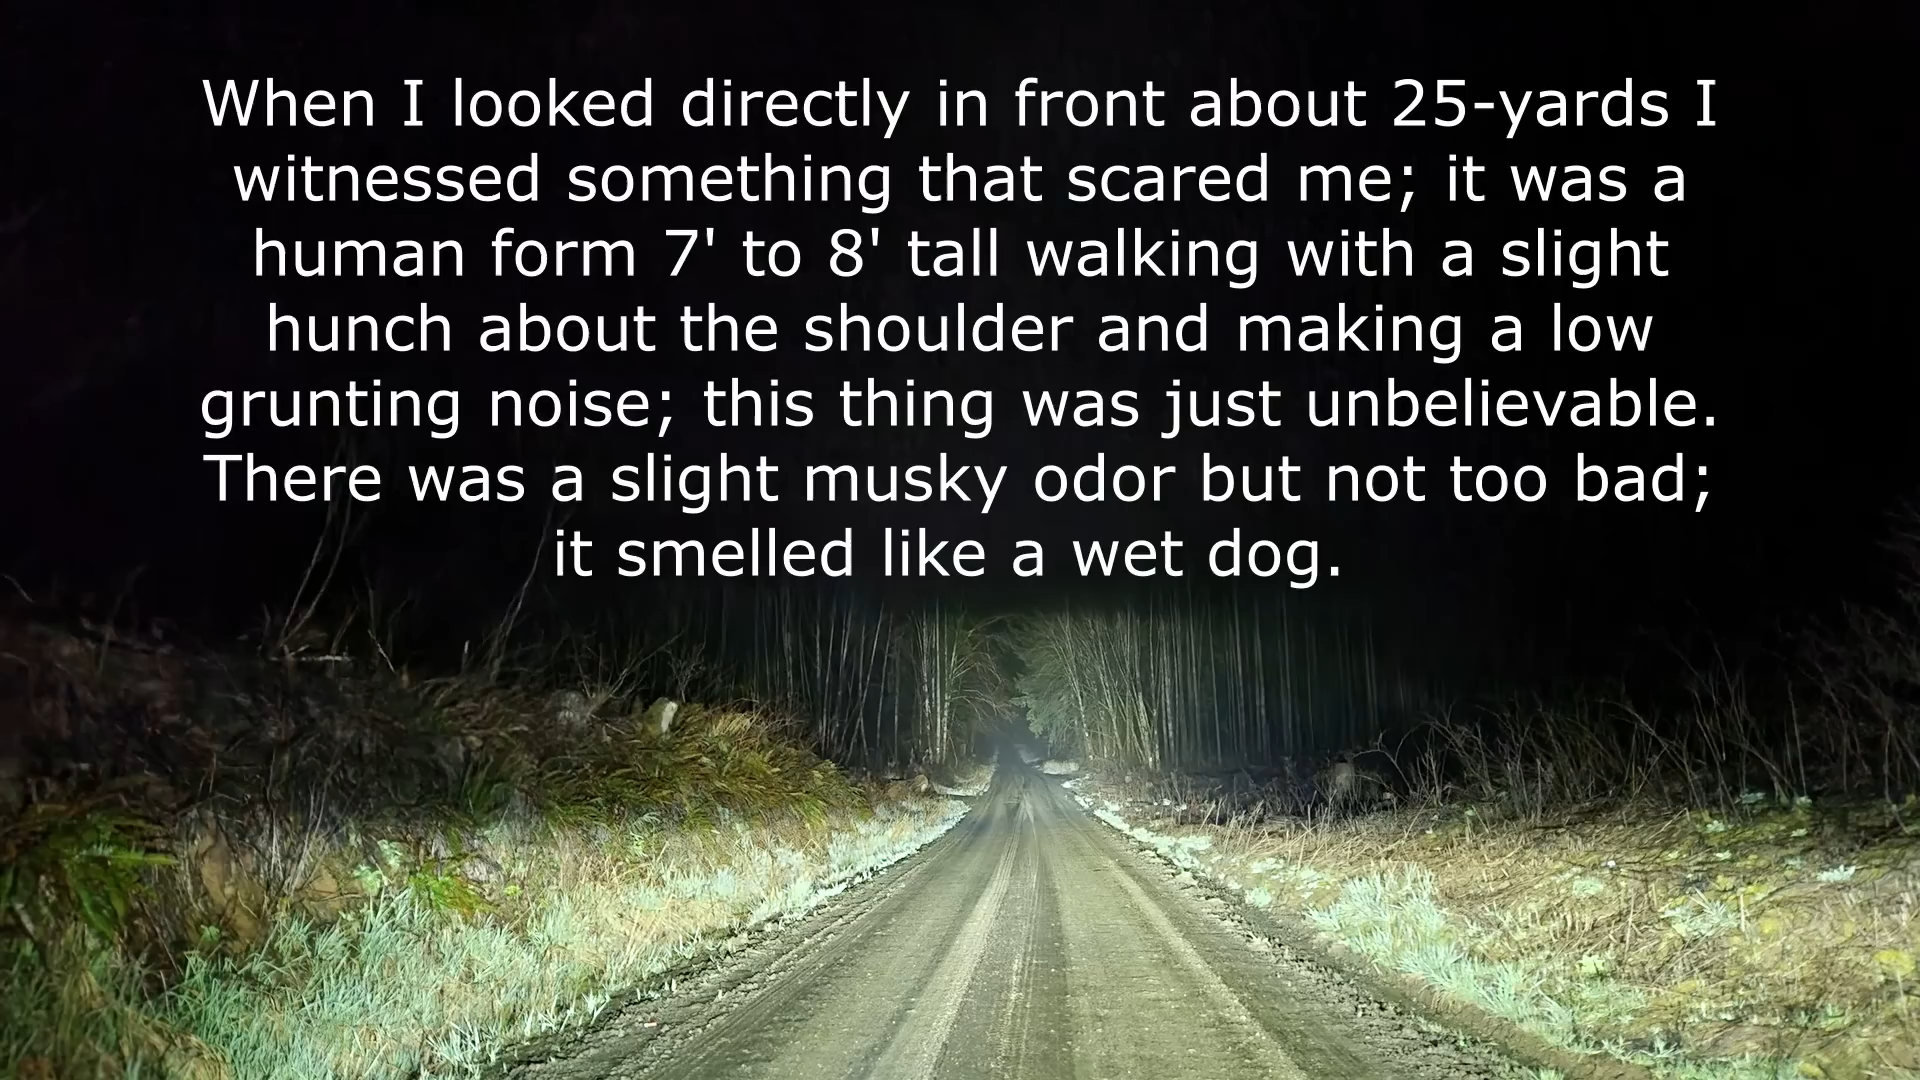 When I looked directly in front about 25-yards I
witnessed something that scared me; it was a
human form 7' to 8' tall walking with a slight
hunch about the shoulder and making a low
grunting noise; this thing was just unbelievable.
There was a slight musky odor but not too bad;
it smelled like a wet dog.